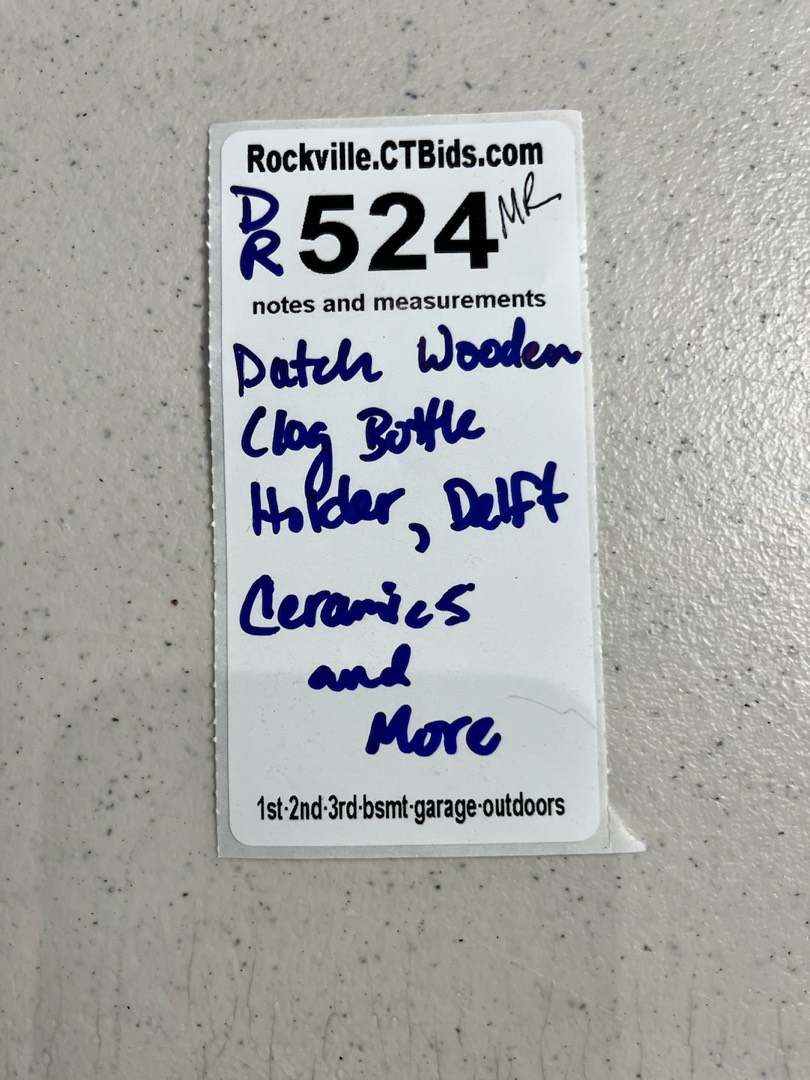 Rockville.CTBids.com
DR 524 MR
notes and measurements
Dutch Wooden
Clog Bottle
Holder, Delft
Ceramics
and
More
1st·2nd·3rd·bsmt·garage·outdoors